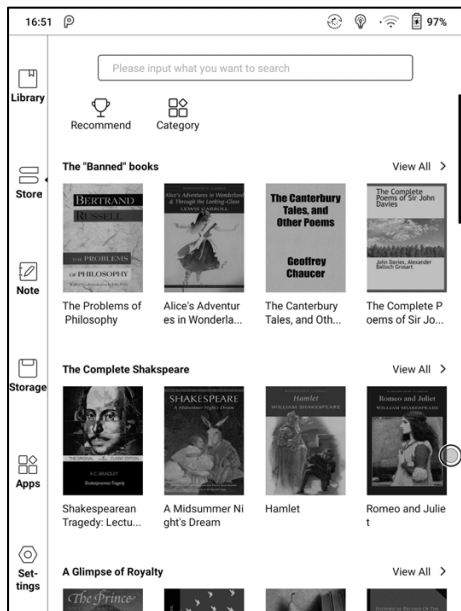 16:51
97%
Please input what you want to search
Library
Recommend
Category
The "Banned" books
View All
Store
BERTRAND
RUSSELL
THE PROBLEMS
OF PHILOSOPHY
Alice's Adventures in Wonderland
& Through the Looking-Glass
LEWIS CARROLL
The Canterbury
Tales, and
Other Poems
Geoffrey
Chaucer
The Complete
Poems of Sir John
Davies
John Davies, Alexander
Balloch Grosart
Note
The Problems of
Philosophy
Alice's Adventur
es in Wonderla...
The Canterbury
Tales, and Oth...
The Complete P
oems of Sir Jo...
Storage
The Complete Shakspeare
View All
A.C. BRADLEY
Shakespearean Tragedy
SHAKESPEARE
A Midsummer Night's Dream
Hamlet
WILLIAM SHAKESPEARE
Romeo and Juliet
WILLIAM SHAKESPEARE
Apps
Shakespearean
Tragedy: Lectu...
A Midsummer Ni
ght's Dream
Hamlet
Romeo and Julie
t
Set-
tings
A Glimpse of Royalty
View All
The Prince